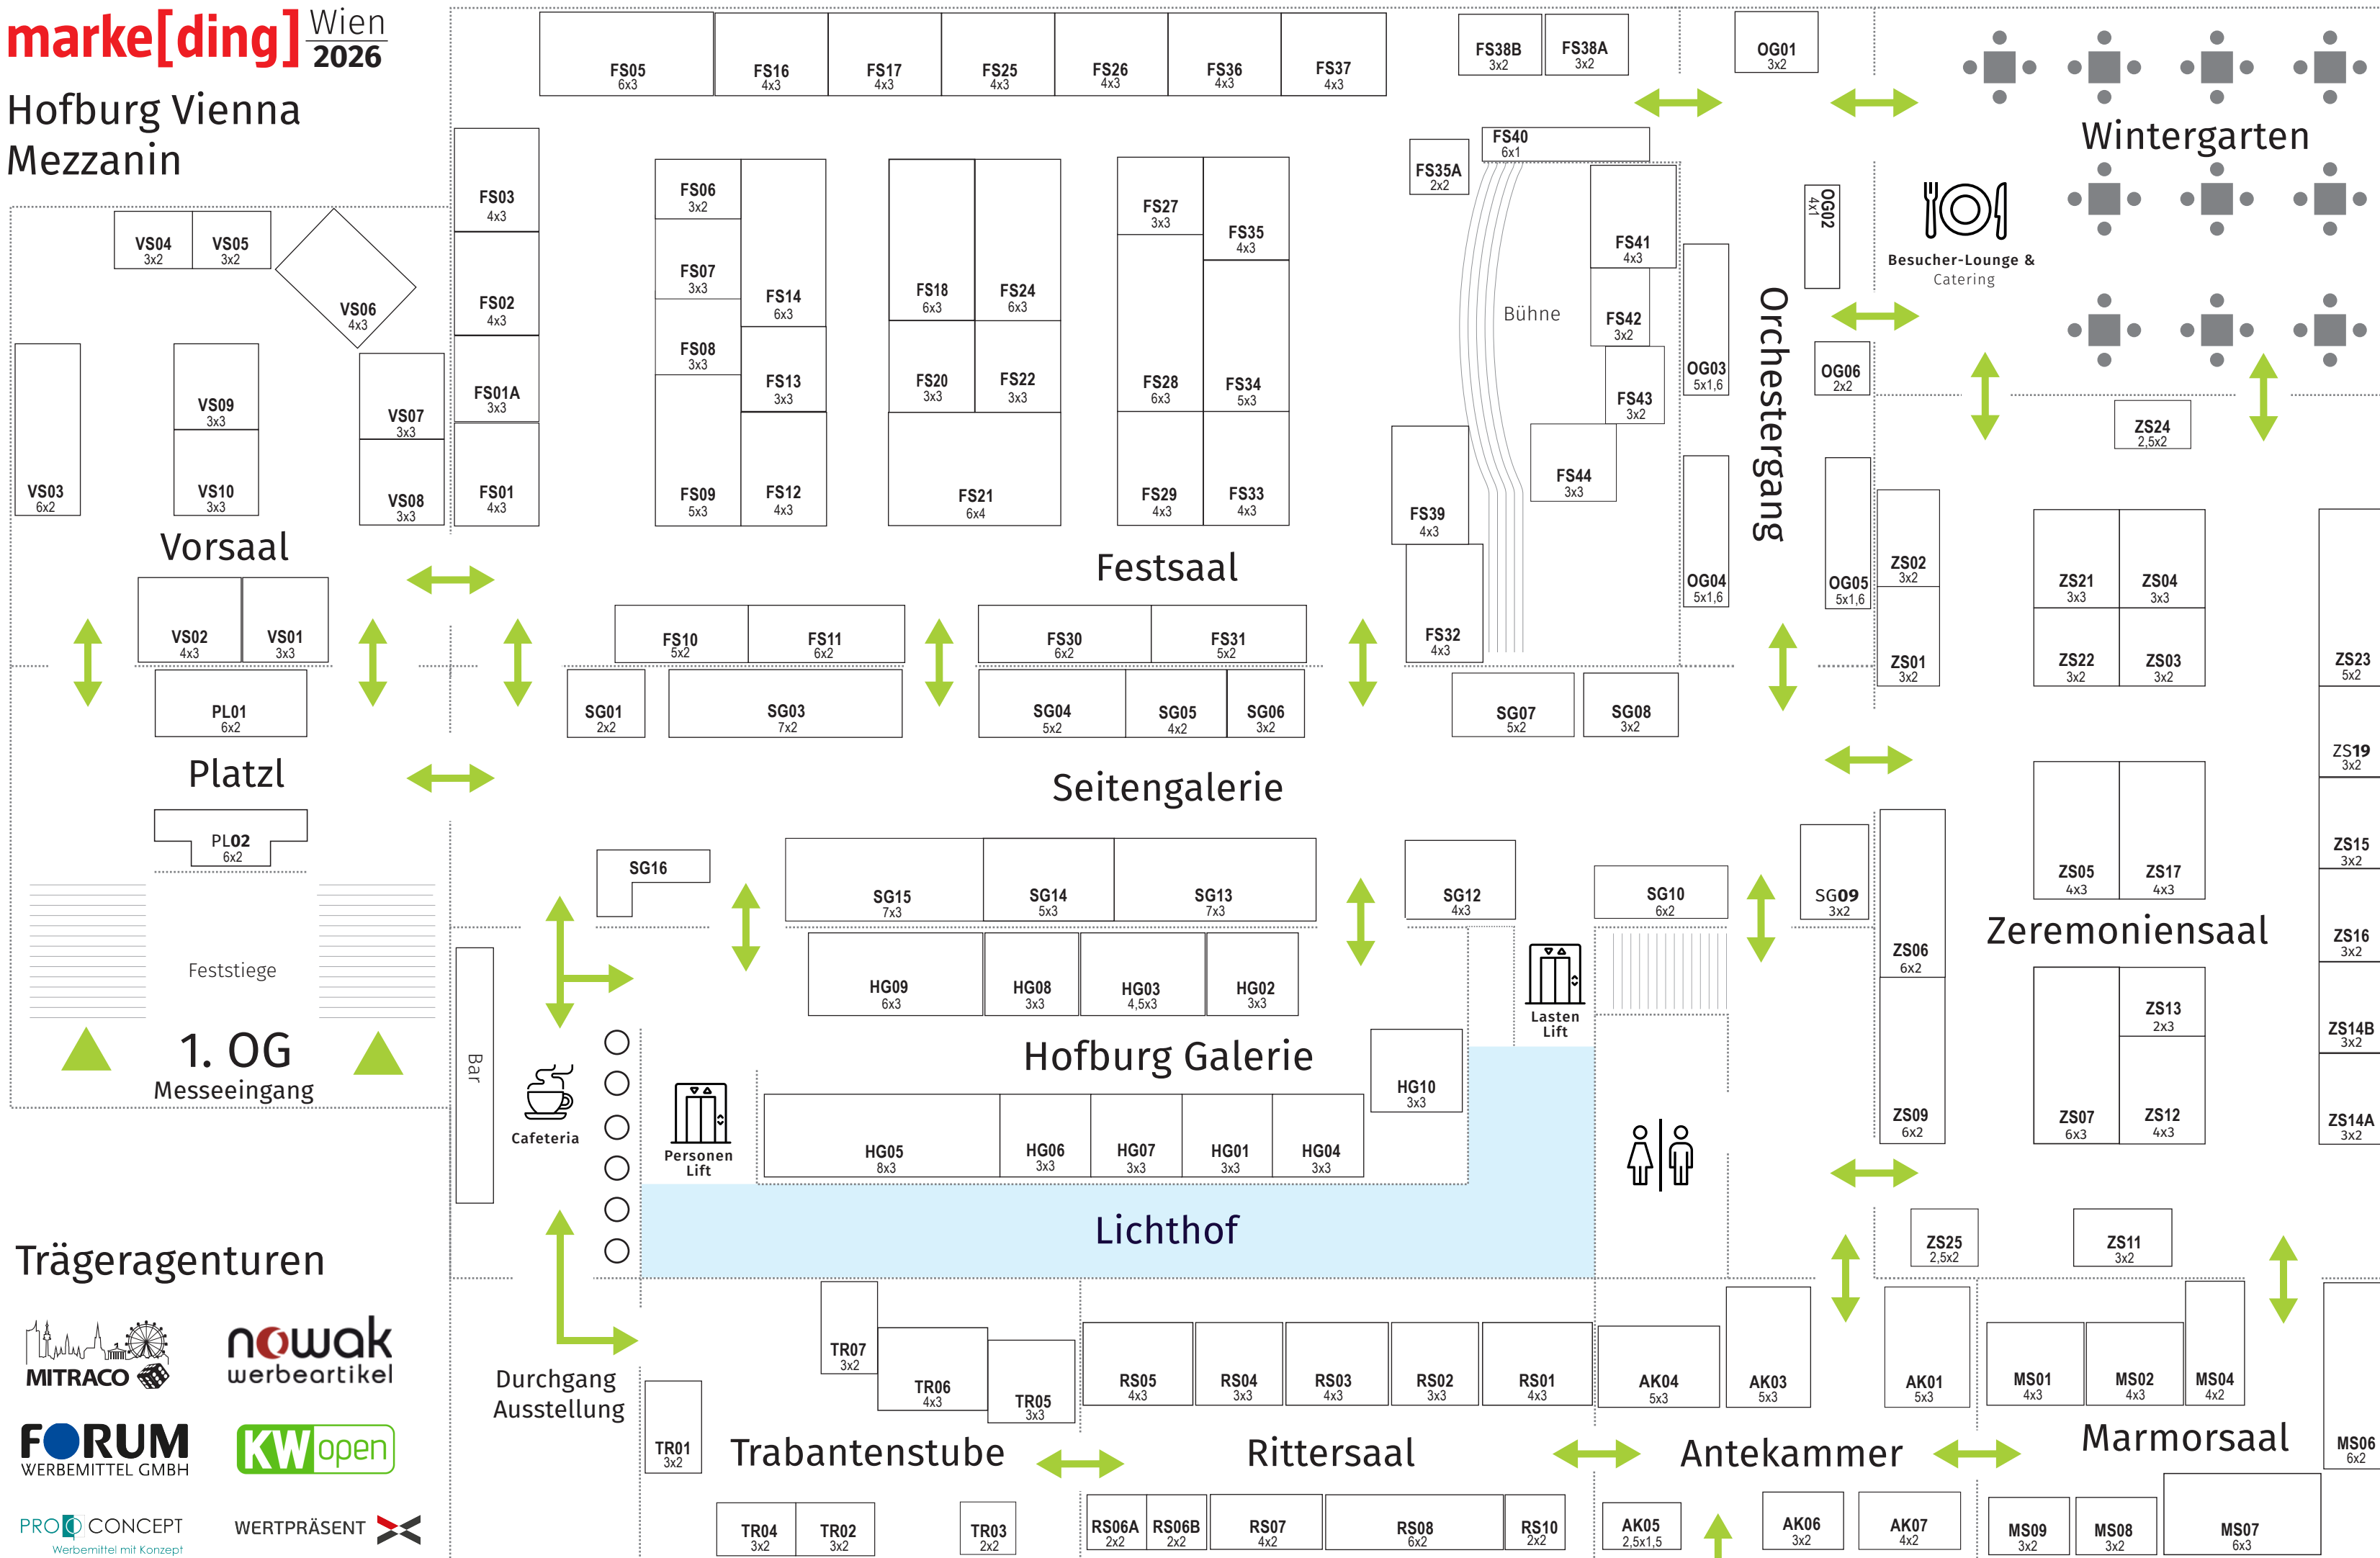 marke[ding] Wien
2026
Hofburg Vienna
Mezzanin
FS05
6x3
FS16
4x3
FS17
4x3
FS25
4x3
FS26
4x3
FS36
4x3
FS37
4x3
FS38B
3x2
FS38A
3x2
OG01
3x2
Wintergarten
Besucher-Lounge &
Catering
VS04
3x2
VS05
3x2
VS06
4x3
VS03
6x2
VS09
3x3
VS10
3x3
VS07
3x3
VS08
3x3
Vorsaal
VS02
4x3
VS01
3x3
FS03
4x3
FS02
4x3
FS01A
3x3
FS01
4x3
FS06
3x2
FS07
3x3
FS08
3x3
FS09
5x3
FS14
6x3
FS13
3x3
FS12
4x3
FS18
6x3
FS24
6x3
FS20
3x3
FS22
3x3
FS21
6x4
FS27
3x3
FS35
4x3
FS28
6x3
FS34
5x3
FS29
4x3
FS33
4x3
FS35A
2x2
FS40
6x1
Bühne
FS41
4x3
FS42
3x2
FS43
3x2
FS44
3x3
FS39
4x3
FS32
4x3
Festsaal
FS10
5x2
FS11
6x2
FS30
6x2
FS31
5x2
Orchestergang
OG02
4x1
OG03
5x1,6
OG06
2x2
OG04
5x1,6
OG05
5x1,6
ZS24
2,5x2
ZS02
3x2
ZS01
3x2
ZS21
3x3
ZS04
3x3
ZS22
3x2
ZS03
3x2
ZS23
5x2
ZS19
3x2
ZS15
3x2
ZS16
3x2
ZS14B
3x2
ZS14A
3x2
ZS05
4x3
ZS17
4x3
Zeremoniensaal
ZS06
6x2
ZS09
6x2
ZS13
2x3
ZS07
6x3
ZS12
4x3
ZS25
2,5x2
ZS11
3x2
PL01
6x2
Platzl
PL02
6x2
Feststiege
1. OG
Messeeingang
SG01
2x2
SG03
7x2
SG04
5x2
SG05
4x2
SG06
3x2
SG07
5x2
SG08
3x2
Seitengalerie
SG16
SG15
7x3
SG14
5x3
SG13
7x3
SG12
4x3
SG10
6x2
SG09
3x2
HG09
6x3
HG08
3x3
HG03
4,5x3
HG02
3x3
Lasten
Lift
Hofburg Galerie
HG10
3x3
Bar
Cafeteria
Personen
Lift
HG05
8x3
HG06
3x3
HG07
3x3
HG01
3x3
HG04
3x3
Lichthof
Trägeragenturen
MITRACO
nowak
werbeartikel
FORUM
WERBEMITTEL GMBH
KW open
PRO CONCEPT
Werbemittel mit Konzept
WERTPRÄSENT
Durchgang
Ausstellung
TR07
3x2
TR06
4x3
TR05
3x3
TR01
3x2
Trabantenstube
TR04
3x2
TR02
3x2
TR03
2x2
RS05
4x3
RS04
3x3
RS03
4x3
RS02
3x3
RS01
4x3
Rittersaal
RS06A
2x2
RS06B
2x2
RS07
4x2
RS08
6x2
RS10
2x2
AK04
5x3
AK03
5x3
AK01
5x3
Antekammer
AK05
2,5x1,5
AK06
3x2
AK07
4x2
MS01
4x3
MS02
4x3
MS04
4x2
Marmorsaal
MS06
6x2
MS09
3x2
MS08
3x2
MS07
6x3